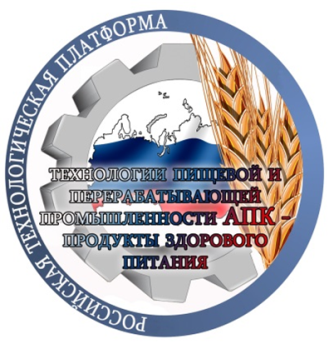 РОССИЙСКАЯ ТЕХНОЛОГИЧЕСКАЯ ПЛАТФОРМА
ТЕХНОЛОГИИ ПИЩЕВОЙ И
ПЕРЕРАБАТЫВАЮЩЕЙ
ПРОМЫШЛЕННОСТИ АПК –
ПРОДУКТЫ ЗДОРОВОГО
ПИТАНИЯ